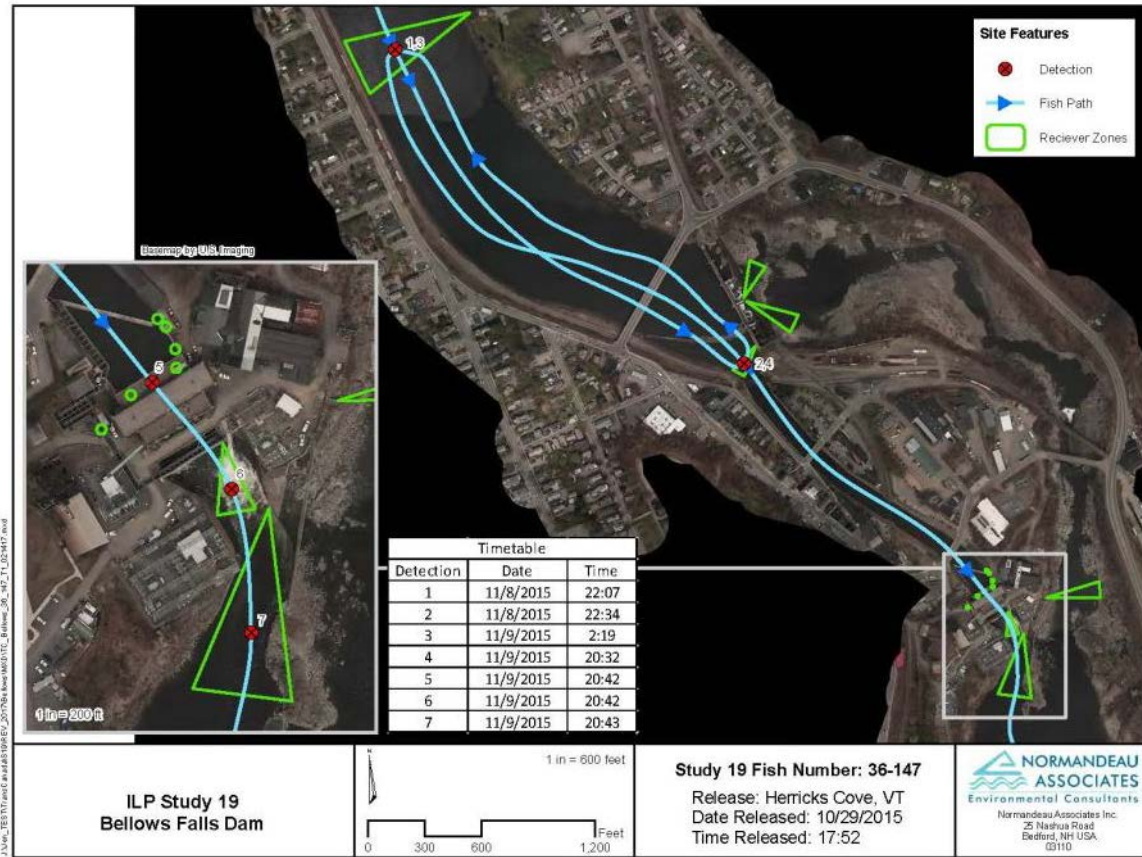 1,3
Site Features
Detection
Fish Path
Reciever Zones
Basemap by: U.S. Imaging
2,4
5
6
7
1 in = 200 ft
Timetable
Detection Date Time
1 11/8/2015 22:07
2 11/8/2015 22:34
3 11/9/2015 2:19
4 11/9/2015 20:32
5 11/9/2015 20:42
6 11/9/2015 20:42
7 11/9/2015 20:43
ILP Study 19
Bellows Falls Dam
N
1 in = 600 feet
Feet
0 300 600 1,200
Study 19 Fish Number: 36-147
Release: Herricks Cove, VT
Date Released: 10/29/2015
Time Released: 17:52
NORMANDEAU
ASSOCIATES
Environmental Consultants
Normandeau Associates Inc.
25 Nashua Road
Bedford, NH USA
03110